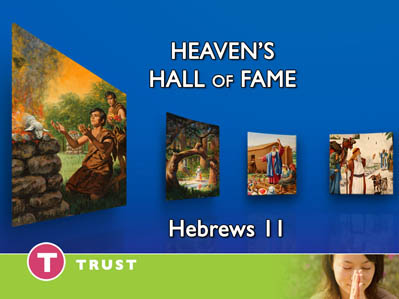 HEAVEN'S
HALL OF FAME
Hebrews 11
T TRUST